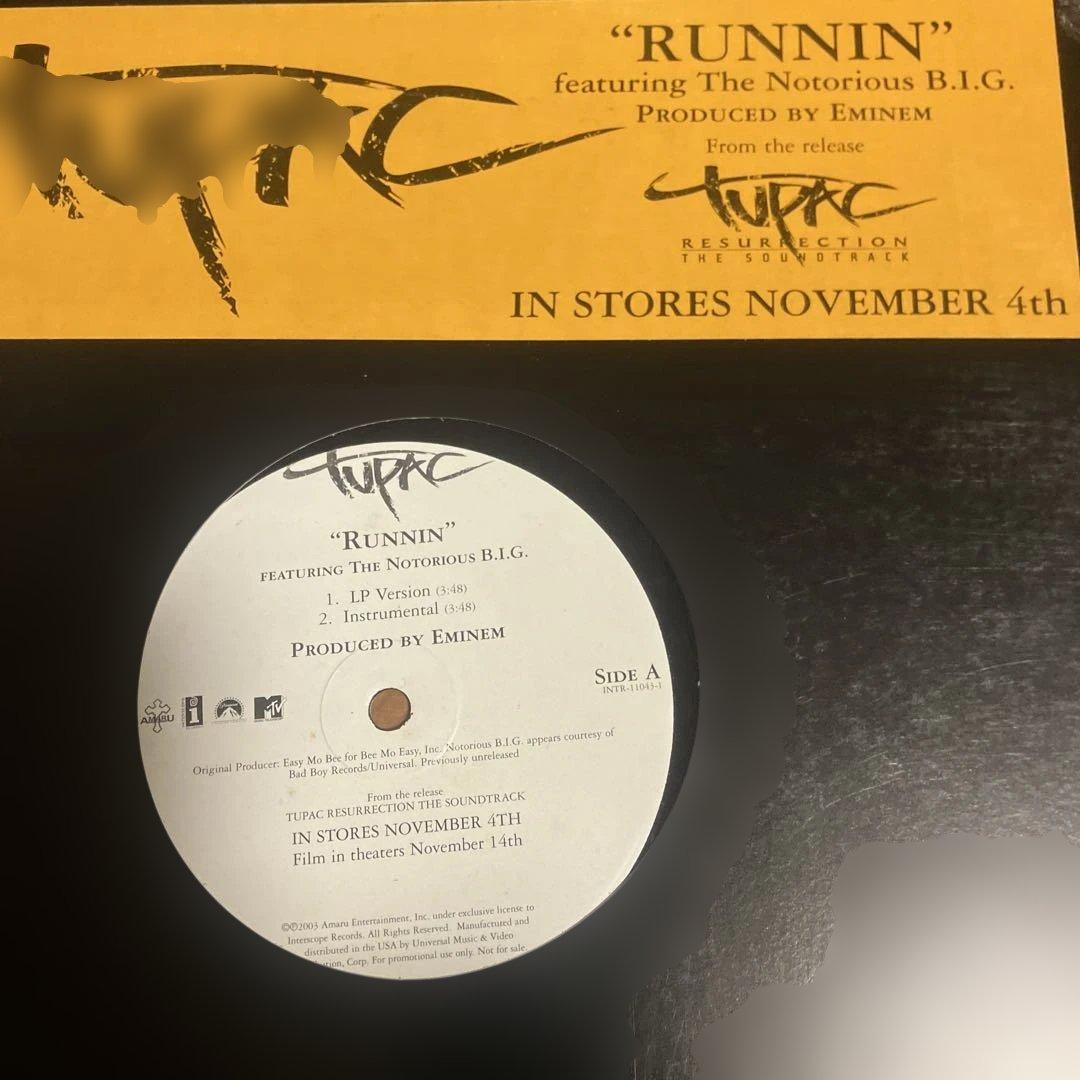 "RUNNIN"
featuring The Notorious B.I.G.
PRODUCED BY EMINEM
From the release
TUPAC
RESURRECTION
THE SOUNDTRACK
IN STORES NOVEMBER 4th
TUPAC
"RUNNIN"
FEATURING THE NOTORIOUS B.I.G.
1. LP Version (3:48)
2. Instrumental (3:48)
PRODUCED BY EMINEM
SIDE A
INTR-11043-1
AMARU
MTV
Original Producer: Easy Mo Bee for Bee Mo Easy, Inc. Notorious B.I.G. appears courtesy of
Bad Boy Records/Universal. Previously unreleased
From the release
TUPAC RESURRECTION THE SOUNDTRACK
IN STORES NOVEMBER 4TH
Film in theaters November 14th
©℗2003 Amaru Entertainment, Inc. under exclusive license to
Interscope Records. All Rights Reserved. Manufactured and
distributed in the USA by Universal Music & Video
Corp. For promotional use only. Not for sale.